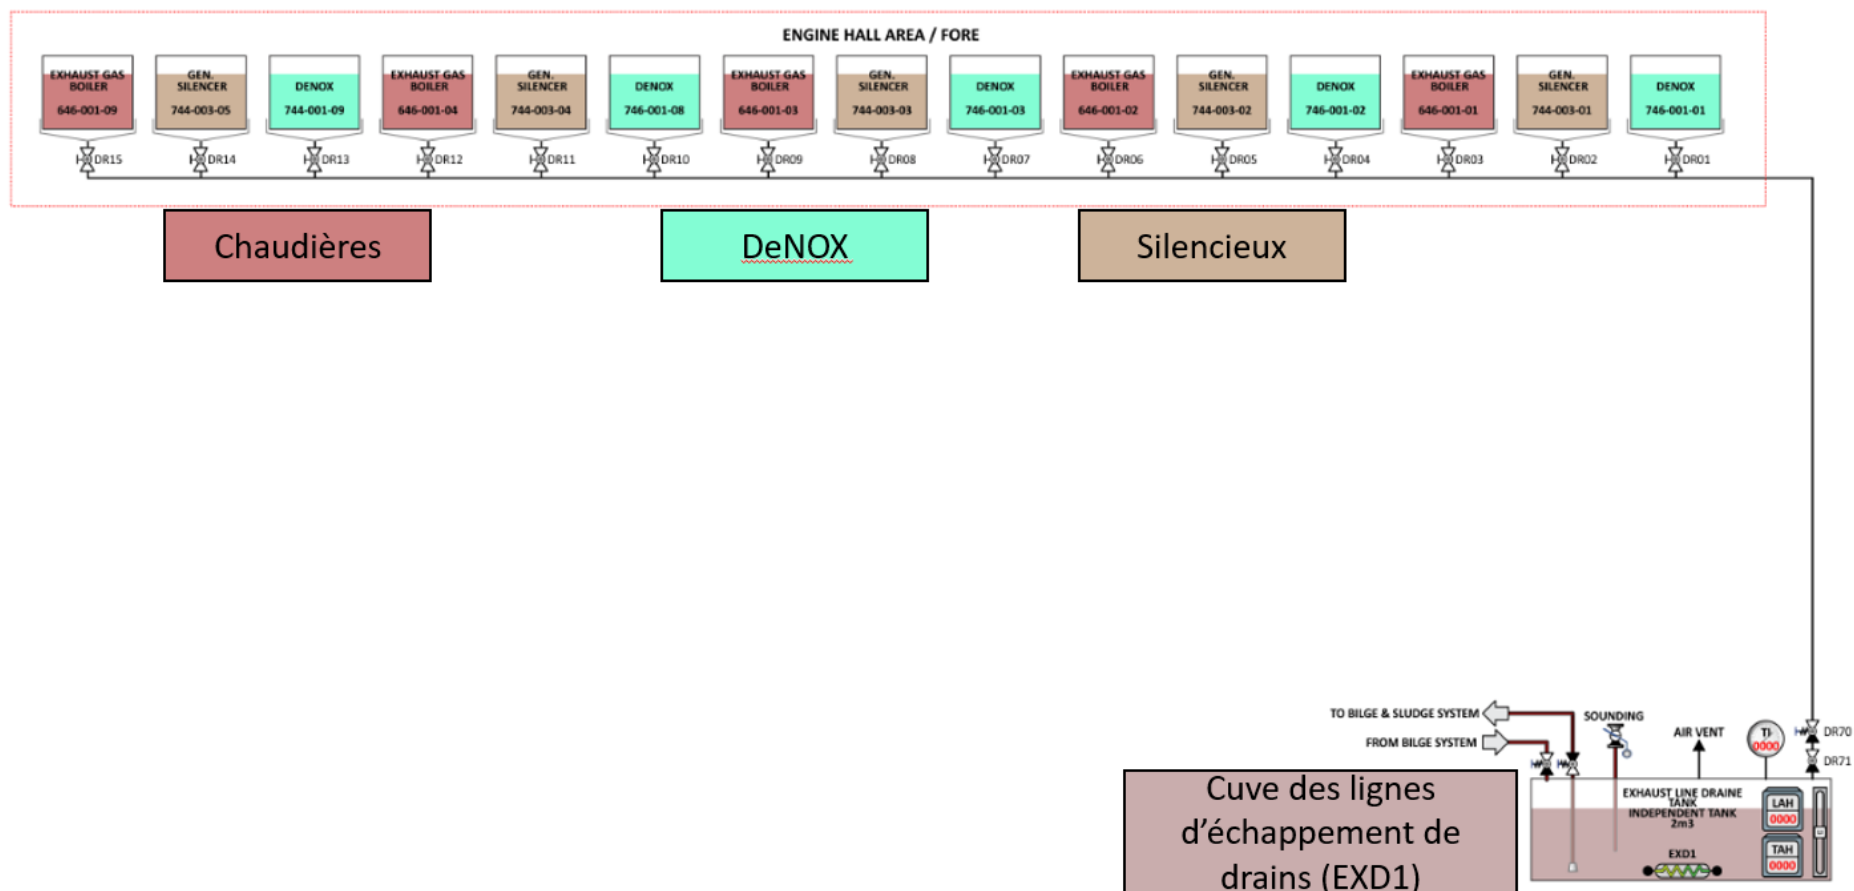 ENGINE HALL AREA / FORE
EXHAUST GAS
BOILER
646-001-09
GEN.
SILENCER
744-003-05
DENOX
744-001-09
EXHAUST GAS
BOILER
646-001-04
GEN.
SILENCER
744-003-04
DENOX
746-001-08
EXHAUST GAS
BOILER
646-001-03
GEN.
SILENCER
744-003-03
DENOX
746-001-03
EXHAUST GAS
BOILER
646-001-02
GEN.
SILENCER
744-003-02
DENOX
746-001-02
EXHAUST GAS
BOILER
646-001-01
GEN.
SILENCER
744-003-01
DENOX
746-001-01
DR15
DR14
DR13
DR12
DR11
DR10
DR09
DR08
DR07
DR06
DR05
DR04
DR03
DR02
DR01
Chaudières
DeNOX
Silencieux
TO BILGE & SLUDGE SYSTEM
FROM BILGE SYSTEM
SOUNDING
AIR VENT
TI-
0000
DR70
DR71
Cuve des lignes
d'échappement de
drains (EXD1)
EXHAUST LINE DRAINE
TANK
INDEPENDENT TANK
2m3
EXD1
LAH
0000
TAH
0000